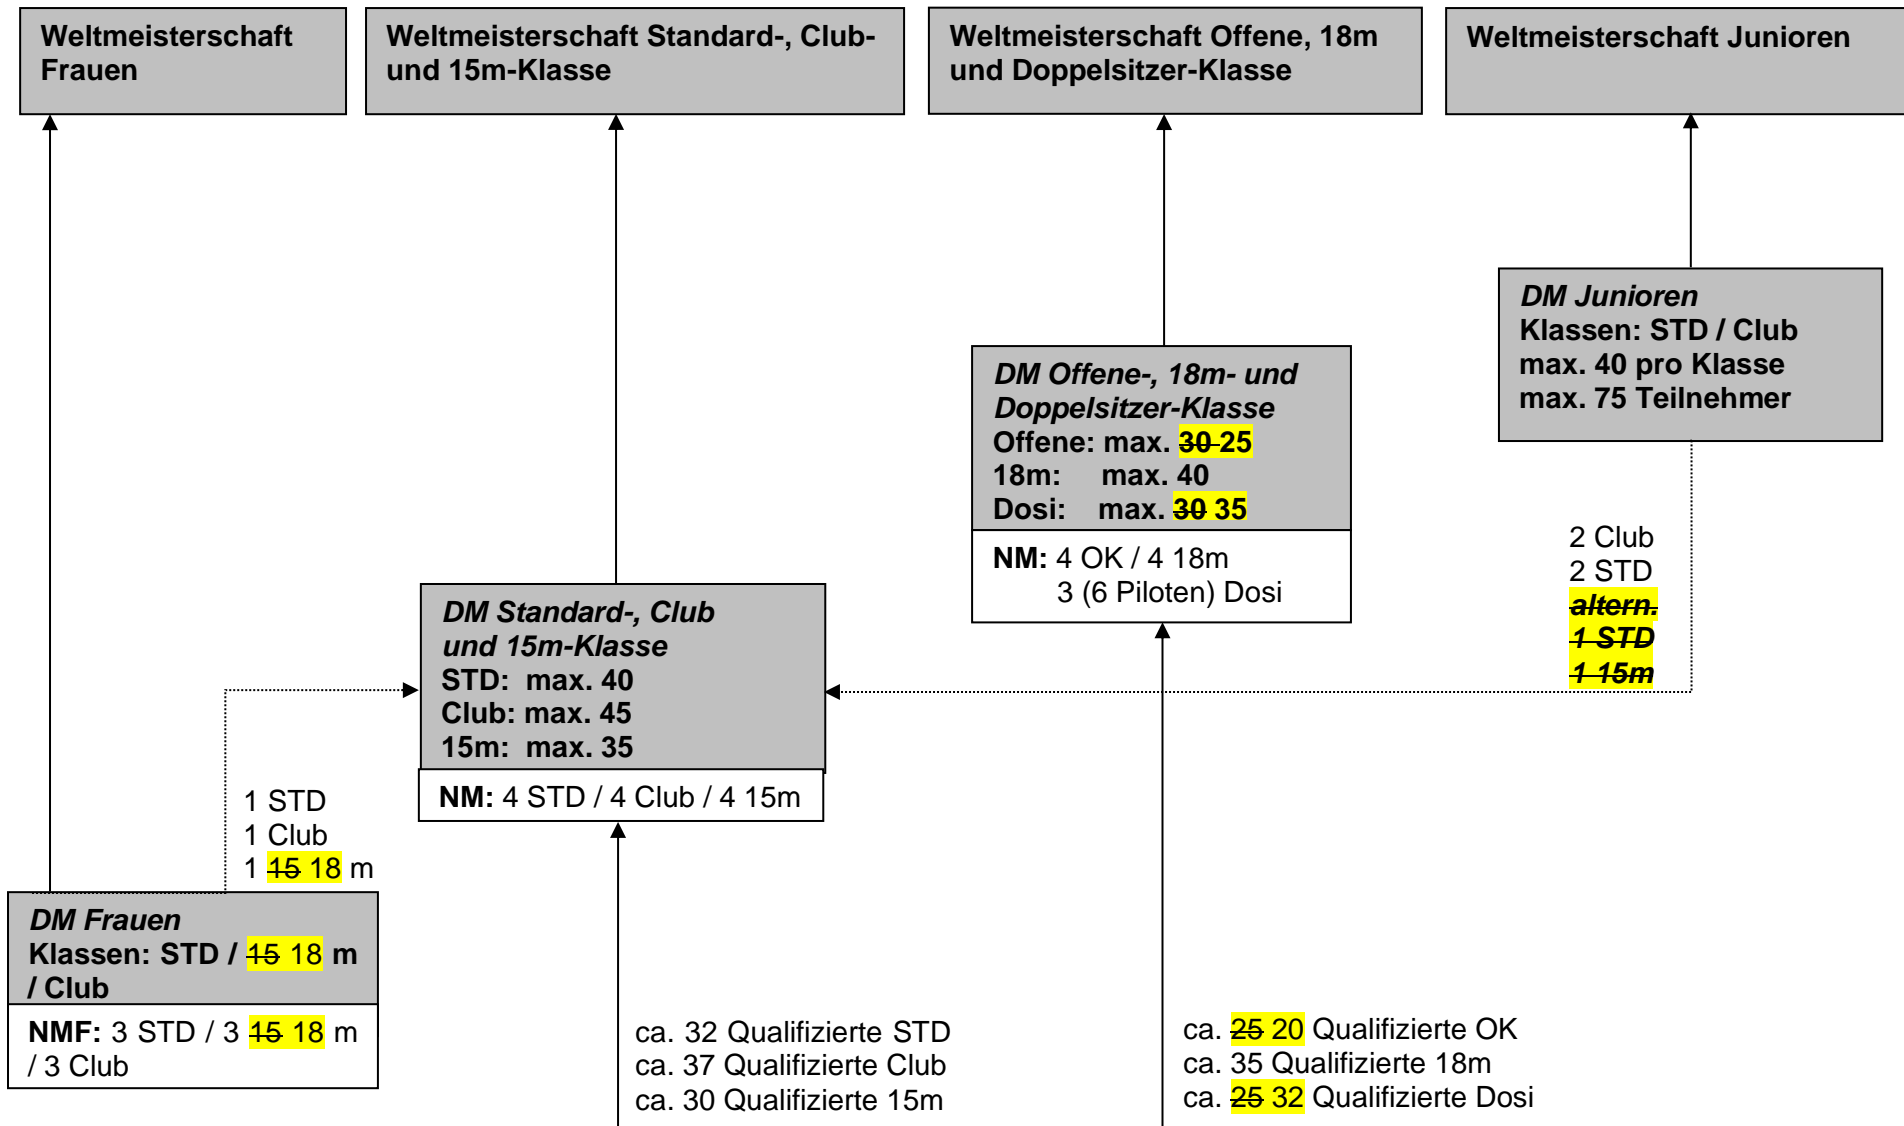 Weltmeisterschaft
Frauen
Weltmeisterschaft Standard-, Club-
und 15m-Klasse
Weltmeisterschaft Offene, 18m
und Doppelsitzer-Klasse
Weltmeisterschaft Junioren
DM Junioren
Klassen: STD / Club
max. 40 pro Klasse
max. 75 Teilnehmer
DM Offene-, 18m- und
Doppelsitzer-Klasse
Offene: max. 30 25
18m: max. 40
Dosi: max. 30 35
NM: 4 OK / 4 18m
3 (6 Piloten) Dosi
2 Club
2 STD
altern.
1 STD
1 15m
DM Standard-, Club
und 15m-Klasse
STD: max. 40
Club: max. 45
15m: max. 35
NM: 4 STD / 4 Club / 4 15m
1 STD
1 Club
1 15 18 m
DM Frauen
Klassen: STD / 15 18 m
/ Club
NMF: 3 STD / 3 15 18 m
/ 3 Club
ca. 32 Qualifizierte STD
ca. 37 Qualifizierte Club
ca. 30 Qualifizierte 15m
ca. 25 20 Qualifizierte OK
ca. 35 Qualifizierte 18m
ca. 25 32 Qualifizierte Dosi